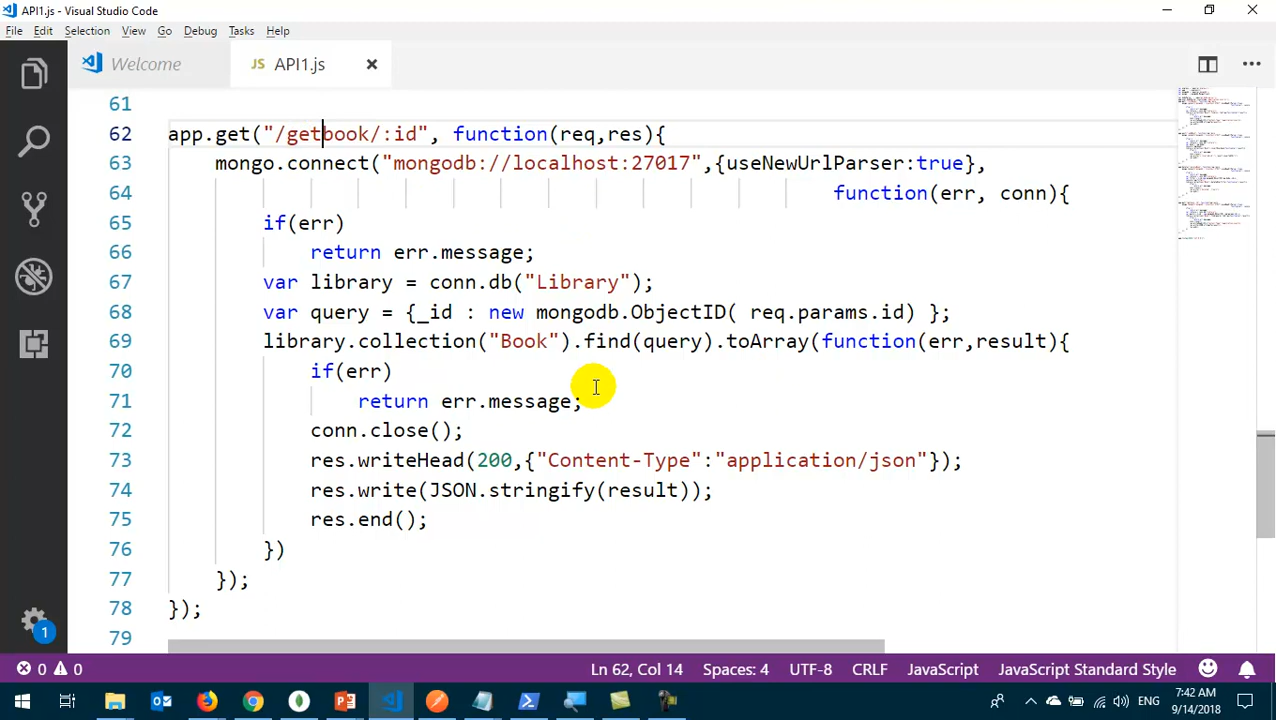 API1.js - Visual Studio Code
File Edit Selection View Go Debug Tasks Help
Welcome JS API1.js
61
62 app.get("/getbook/:id", function(req,res){
63 mongo.connect("mongodb://localhost:27017",{useNewUrlParser:true},
64 function(err, conn){
65 if(err)
66 return err.message;
67 var library = conn.db("Library");
68 var query = {_id : new mongodb.ObjectID( req.params.id) };
69 library.collection("Book").find(query).toArray(function(err,result){
70 if(err)
71 return err.message;
72 conn.close();
73 res.writeHead(200,{"Content-Type":"application/json"});
74 res.write(JSON.stringify(result));
75 res.end();
76 })
77 });
78 });
79
1
0 0 Ln 62, Col 14 Spaces: 4 UTF-8 CRLF JavaScript JavaScript Standard Style
ENG 7:42 AM
9/14/2018